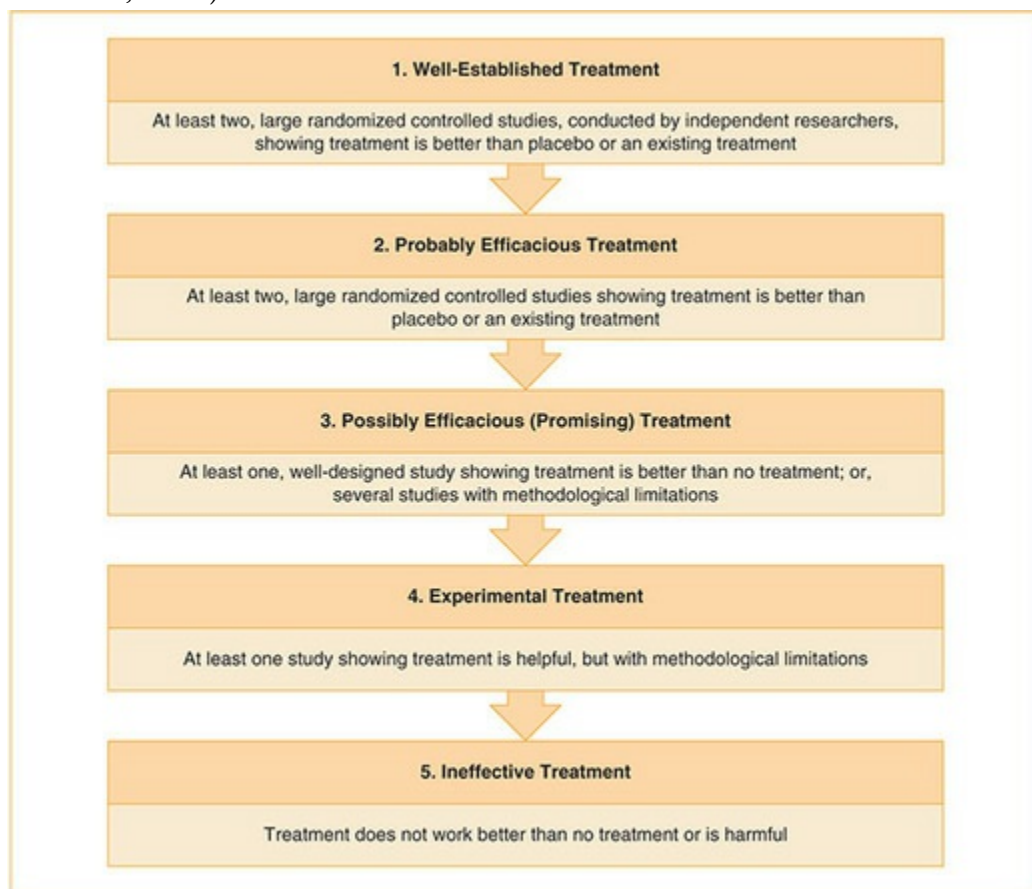 1. Well-Established Treatment
At least two, large randomized controlled studies, conducted by independent researchers,
showing treatment is better than placebo or an existing treatment
2. Probably Efficacious Treatment
At least two, large randomized controlled studies showing treatment is better than
placebo or an existing treatment
3. Possibly Efficacious (Promising) Treatment
At least one, well-designed study showing treatment is better than no treatment; or,
several studies with methodological limitations
4. Experimental Treatment
At least one study showing treatment is helpful, but with methodological limitations
5. Ineffective Treatment
Treatment does not work better than no treatment or is harmful